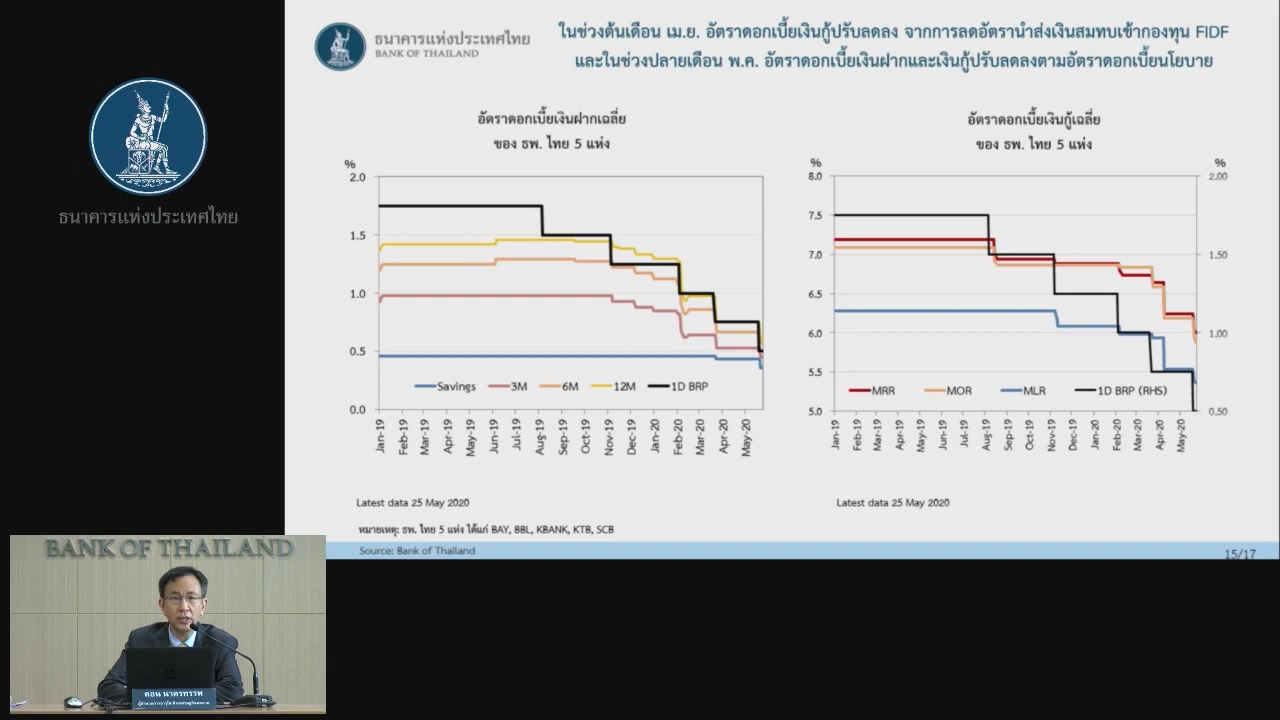 ธนาคารแห่งประเทศไทย
BANK OF THAILAND
ในช่วงต้นเดือน เม.ย. อัตราดอกเบี้ยเงินกู้ปรับลดลง จากการลดอัตรานำส่งเงินสมทบเข้ากองทุน FIDF
และในช่วงปลายเดือน พ.ค. อัตราดอกเบี้ยเงินฝากและเงินกู้ปรับลดลงตามอัตราดอกเบี้ยนโยบาย
ธนาคารแห่งประเทศไทย
อัตราดอกเบี้ยเงินฝากเฉลี่ย
ของ ธพ. ไทย 5 แห่ง
%
2.0
1.5
1.0
0.5
0.0
Savings 3M 6M 12M 1D BRP
Jan-19 Feb-19 Mar-19 Apr-19 May-19 Jun-19 Jul-19 Aug-19 Sep-19 Oct-19 Nov-19 Dec-19 Jan-20 Feb-20 Mar-20 Apr-20 May-20
Latest data 25 May 2020
อัตราดอกเบี้ยเงินกู้เฉลี่ย
ของ ธพ. ไทย 5 แห่ง
% %
8.0 2.00
7.5
7.0 1.50
6.5
6.0 1.00
5.5
5.0 0.50
MRR MOR MLR 1D BRP (RHS)
Jan-19 Feb-19 Mar-19 Apr-19 May-19 Jun-19 Jul-19 Aug-19 Sep-19 Oct-19 Nov-19 Dec-19 Jan-20 Feb-20 Mar-20 Apr-20 May-20
Latest data 25 May 2020
หมายเหตุ: ธพ. ไทย 5 แห่ง ได้แก่ BAY, BBL, KBANK, KTB, SCB
Source: Bank of Thailand
15/17
BANK OF THAILAND
ดอน นาครทรรพ